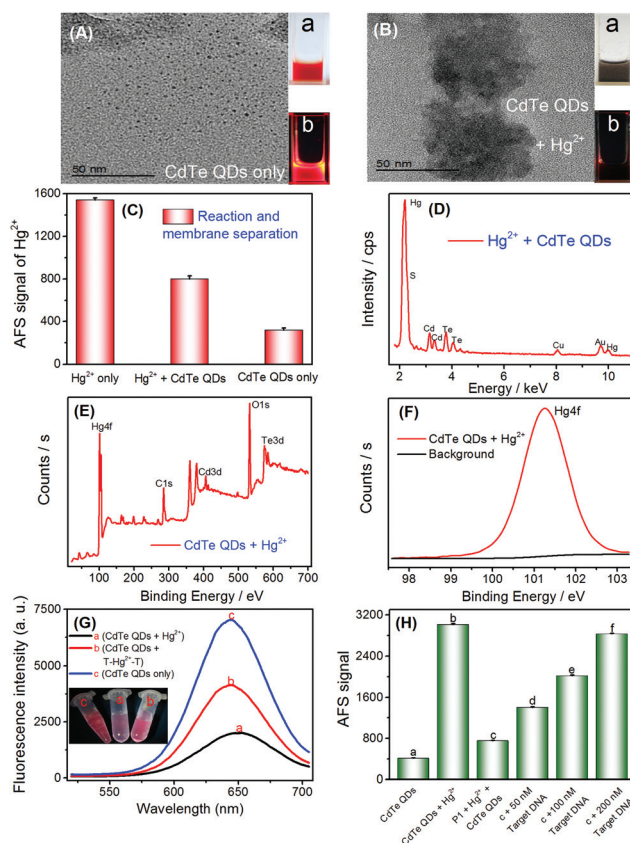 (A)
a
b
50 nm
CdTe QDs only
(B)
a
CdTe QDs
b
+ Hg²⁺
50 nm
(C)
Reaction and
membrane separation
AFS signal of Hg²⁺
1600
1200
800
400
0
Hg²⁺ only
Hg²⁺ + CdTe QDs
CdTe QDs only
(D)
Hg²⁺ + CdTe QDs
Intensity / cps
Hg
S
Cd
Cd
Te
Te
Cu
Au
Hg
2
4
6
8
10
Energy / keV
(E)
Counts / s
Hg4f
C1s
Cd3d
O1s
Te3d
CdTe QDs + Hg²⁺
100
200
300
400
500
600
700
Binding Energy / eV
(F)
Hg4f
CdTe QDs + Hg²⁺
Background
Counts / s
98
99
100
101
102
103
Binding Energy / eV
(G)
Fluorescence intensity (a. u.)
7500
5000
2500
0
a (CdTe QDs + Hg²⁺)
b (CdTe QDs +
T-Hg²⁺-T)
c (CdTe QDs only)
c
a
b
c
b
a
550
600
650
700
Wavelength (nm)
(H)
AFS signal
3200
2400
1600
800
0
a
b
c
d
e
f
CdTe QDs
CdTe QDs + Hg²⁺
P1 + Hg²⁺ +
CdTe QDs
c + 50 nM
Target DNA
c +100 nM
Target DNA
c + 200 nM
Target DNA